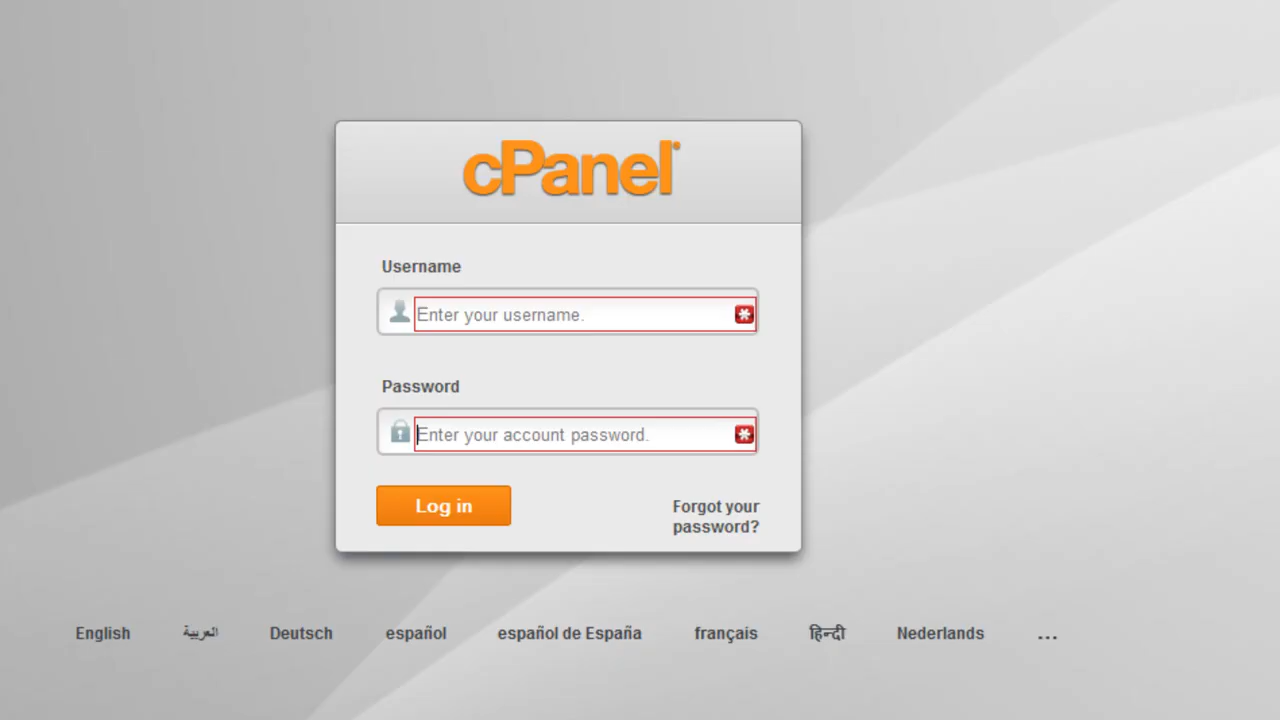 cPanel®
Username
Enter your username.
Password
Enter your account password.
Log in
Forgot your
password?
English العربية Deutsch español español de España français हिन्दी Nederlands ...